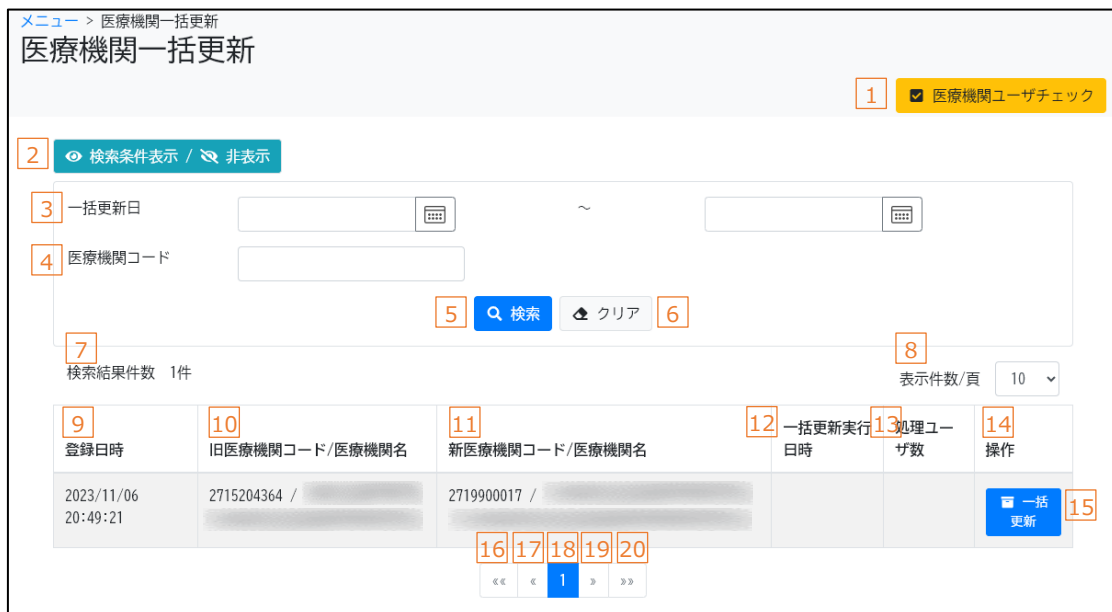 メニュー > 医療機関一括更新
医療機関一括更新
1 医療機関ユーザチェック
2 検索条件表示 / 非表示
3 一括更新日 ～
4 医療機関コード
5 検索 クリア 6
7 8
検索結果件数 1件 表示件数/頁 10
9 10 11 12 一括更新実行 13 処理ユー 14
登録日時 旧医療機関コード/医療機関名 新医療機関コード/医療機関名 日時 ザ数 操作
2023/11/06 2715204364 / 2719900017 / 一括 15
20:49:21 更新
16 17 18 19 20
«« « 1 » »»